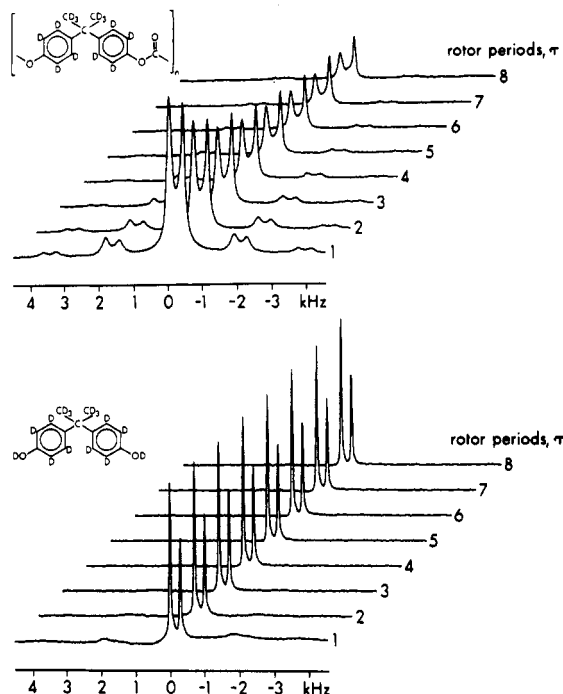 CD₃ CD₃
D D C D D
D D D D
O O C O n
rotor periods, τ
8
7
6
5
4
3
2
1
4 3 2 1 0 -1 -2 -3
kHz
CD₃ CD₃
D C D
D D D D
DO D D OD
rotor periods, τ
8
7
6
5
4
3
2
1
4 3 2 1 0 -1 -2 -3
kHz